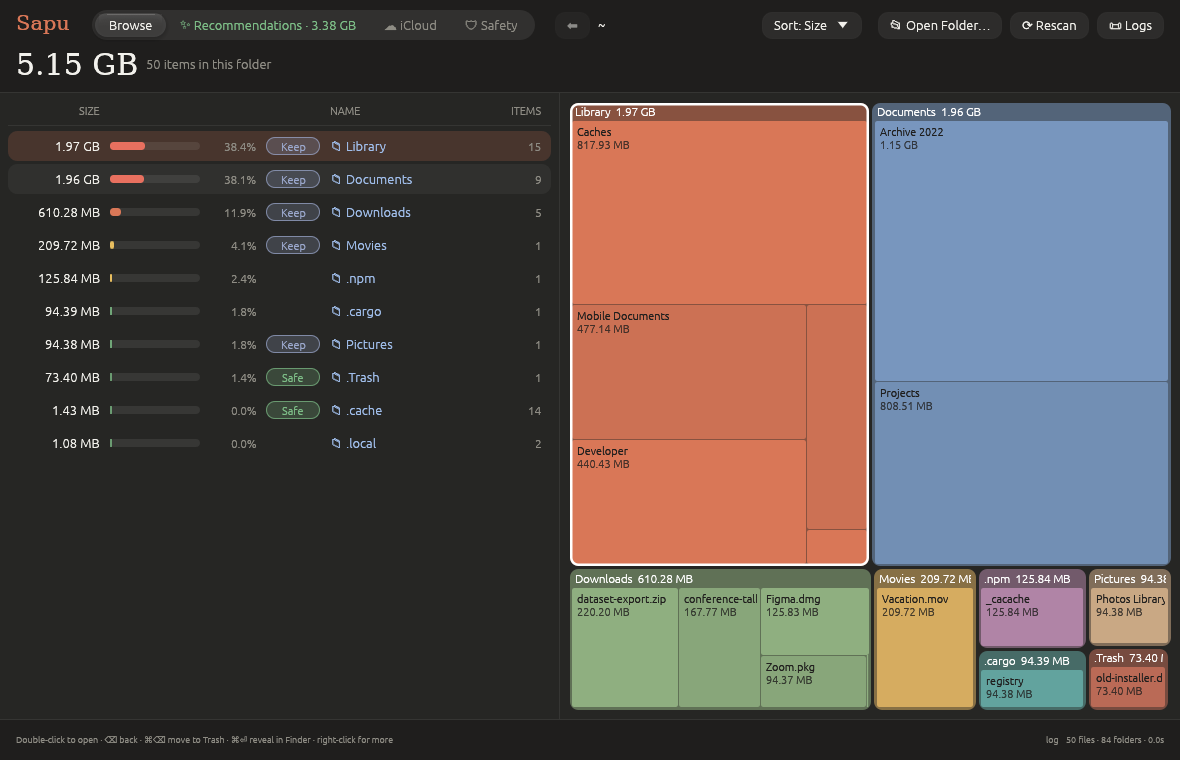 Sapu Browse Recommendations · 3.38 GB iCloud Safety ~ Sort: Size Open Folder... Rescan Logs
5.15 GB 50 items in this folder
SIZE NAME ITEMS
1.97 GB 38.4% Keep Library 15
1.96 GB 38.1% Keep Documents 9
610.28 MB 11.9% Keep Downloads 5
209.72 MB 4.1% Keep Movies 1
125.84 MB 2.4% .npm 1
94.39 MB 1.8% .cargo 1
94.38 MB 1.8% Keep Pictures 1
73.40 MB 1.4% Safe .Trash 1
1.43 MB 0.0% Safe .cache 14
1.08 MB 0.0% .local 2
Library 1.97 GB
Caches
817.93 MB
Mobile Documents
477.14 MB
Developer
440.43 MB
Documents 1.96 GB
Archive 2022
1.15 GB
Projects
808.51 MB
Downloads 610.28 MB
dataset-export.zip
220.20 MB
conference-tal
167.77 MB
Figma.dmg
125.83 MB
Zoom.pkg
94.37 MB
Movies 209.72 M
Vacation.mov
209.72 MB
.npm 125.84 MB
_cacache
125.84 MB
.cargo 94.39 MB
registry
94.38 MB
Pictures 94.38
Photos Library
94.38 MB
.Trash 73.40
old-installer.d
73.40 MB
Double-click to open · ⌫ back · ⌘⌫ move to Trash · ⌘⏎ reveal in Finder · right-click for more
log 50 files · 84 folders · 0.0s